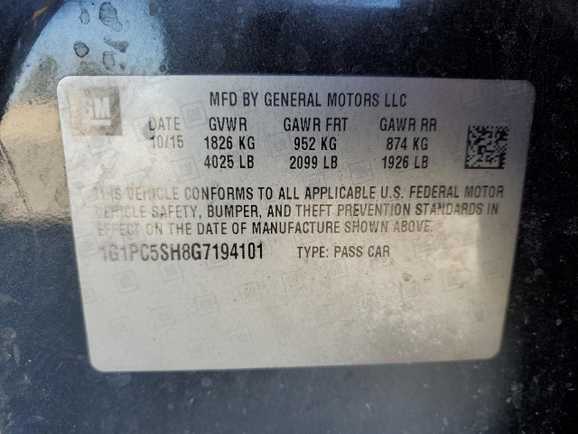 GM
MFD BY GENERAL MOTORS LLC
DATE GVWR GAWR FRT GAWR RR
10/15 1826 KG 952 KG 874 KG
4025 LB 2099 LB 1926 LB
THIS VEHICLE CONFORMS TO ALL APPLICABLE U.S. FEDERAL MOTOR
VEHICLE SAFETY, BUMPER, AND THEFT PREVENTION STANDARDS IN
EFFECT ON THE DATE OF MANUFACTURE SHOWN ABOVE.
1G1PC5SH8G7194101 TYPE: PASS CAR